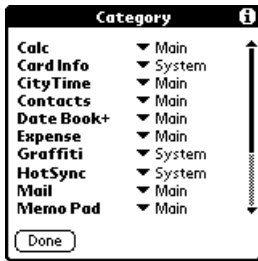 Category
Calc Main
Card Info System
CityTime Main
Contacts Main
Date Book+ Main
Expense Main
Graffiti System
HotSync System
Mail Main
Memo Pad Main
Done